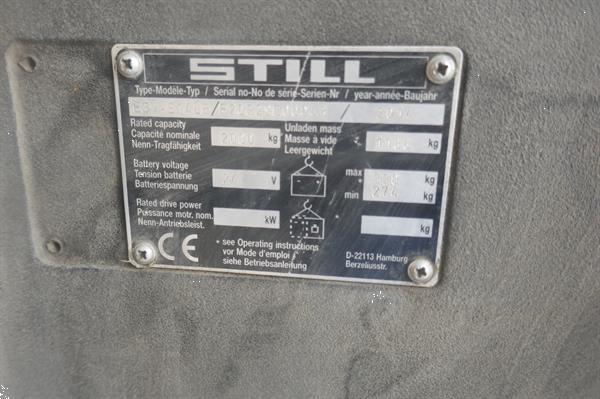 STILL
Type-Modèle-Typ / Serial no-No de série-Serien-Nr / year-année-Baujahr
Rated capacity
Capacité nominale
Nenn-Tragfähigkeit
kg
Unladen mass
Masse à vide
Leergewicht
kg
Battery voltage
Tension batterie
Batteriespannung
V
max
kg
min
kg
Rated drive power
Puissance motr. nom.
Nenn-Antriebsleist.
kW
kg
CE
* see Operating instructions
voir Mode d'emploi
siehe Betriebsanleitung
D-22113 Hamburg
Berzeliusstr.